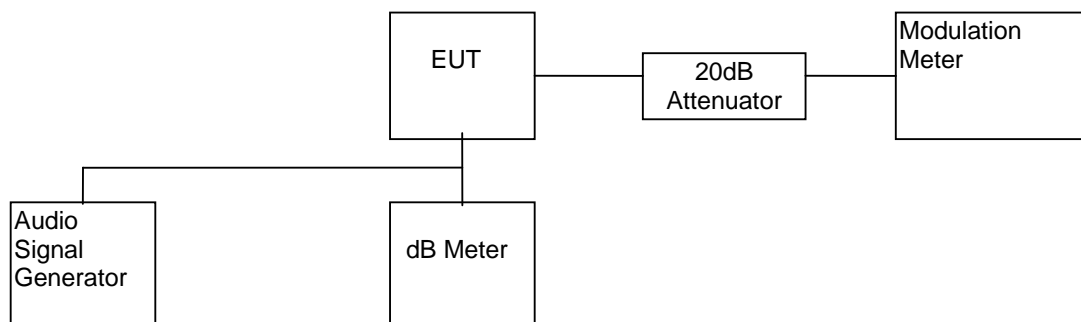 EUT
20dB
Attenuator
Modulation
Meter
Audio
Signal
Generator
dB Meter